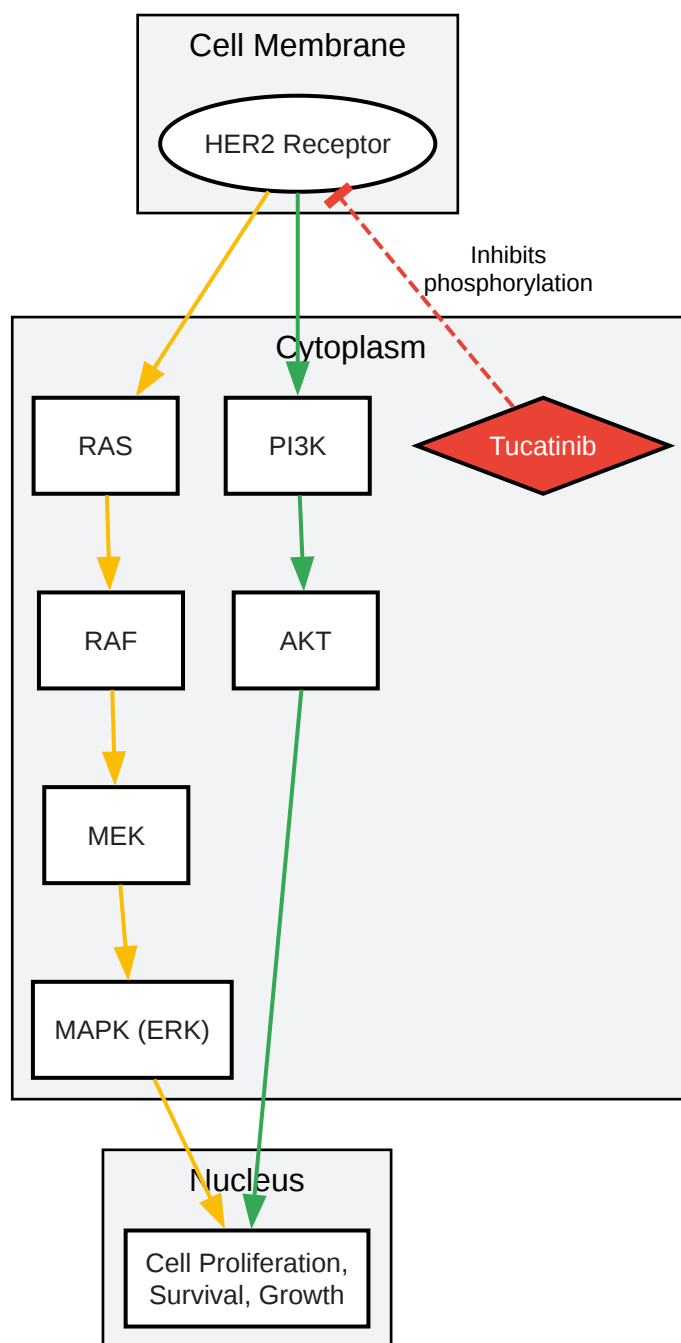 Cell Membrane
HER2 Receptor
Inhibits
phosphorylation
Cytoplasm
RAS
PI3K
Tucatinib
RAF
AKT
MEK
MAPK (ERK)
Nucleus
Cell Proliferation,
Survival, Growth